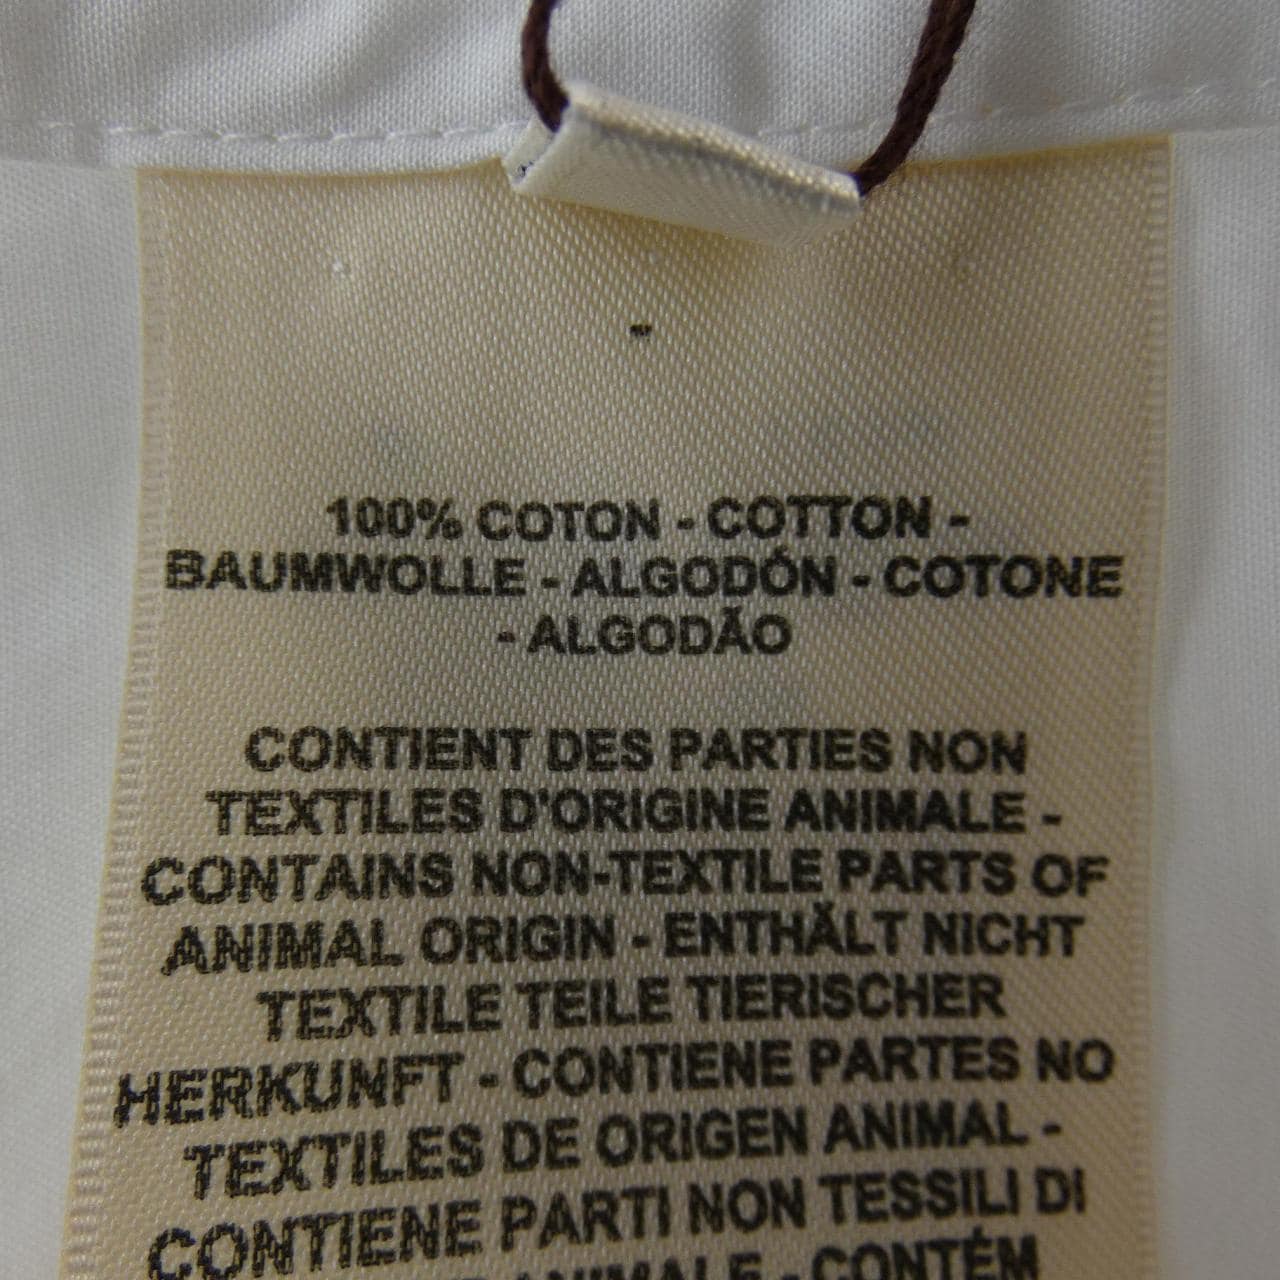 -
100% COTON - COTTON -
BAUMWOLLE - ALGODÓN - COTONE
- ALGODÃO
CONTIENT DES PARTIES NON
TEXTILES D'ORIGINE ANIMALE -
CONTAINS NON-TEXTILE PARTS OF
ANIMAL ORIGIN - ENTHÄLT NICHT
TEXTILE TEILE TIERISCHER
HERKUNFT - CONTIENE PARTES NO
TEXTILES DE ORIGEN ANIMAL -
CONTIENE PARTI NON TESSILI DI
ANIMALE - CONTÉM